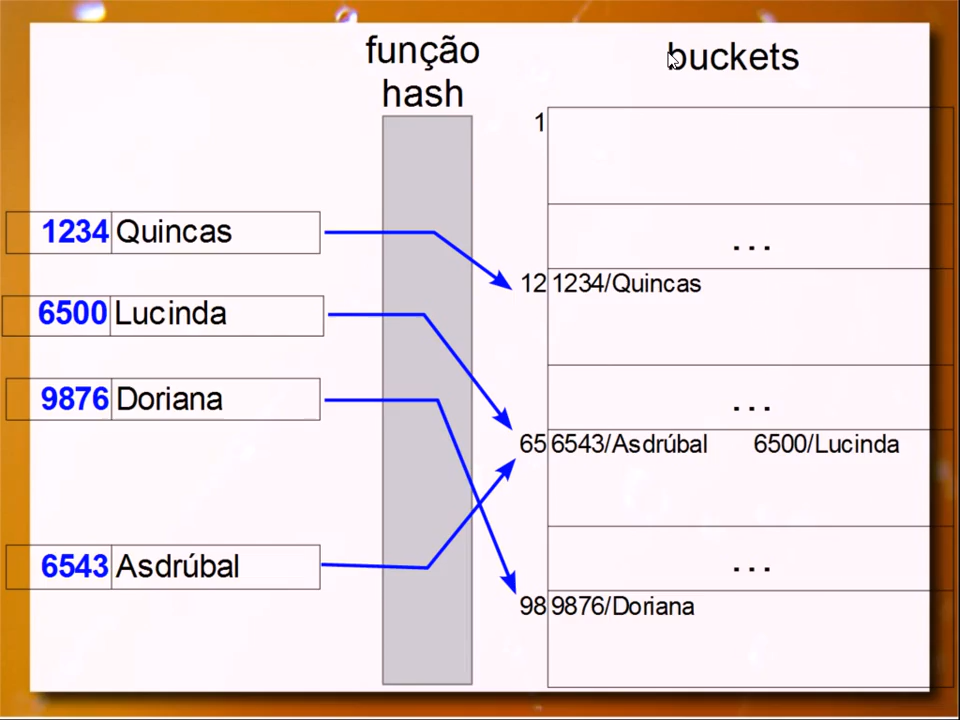 função
hash
buckets
1
1234 Quincas
...
12 1234/Quincas
6500 Lucinda
9876 Doriana
...
65 6543/Asdrúbal 6500/Lucinda
6543 Asdrúbal
...
98 9876/Doriana